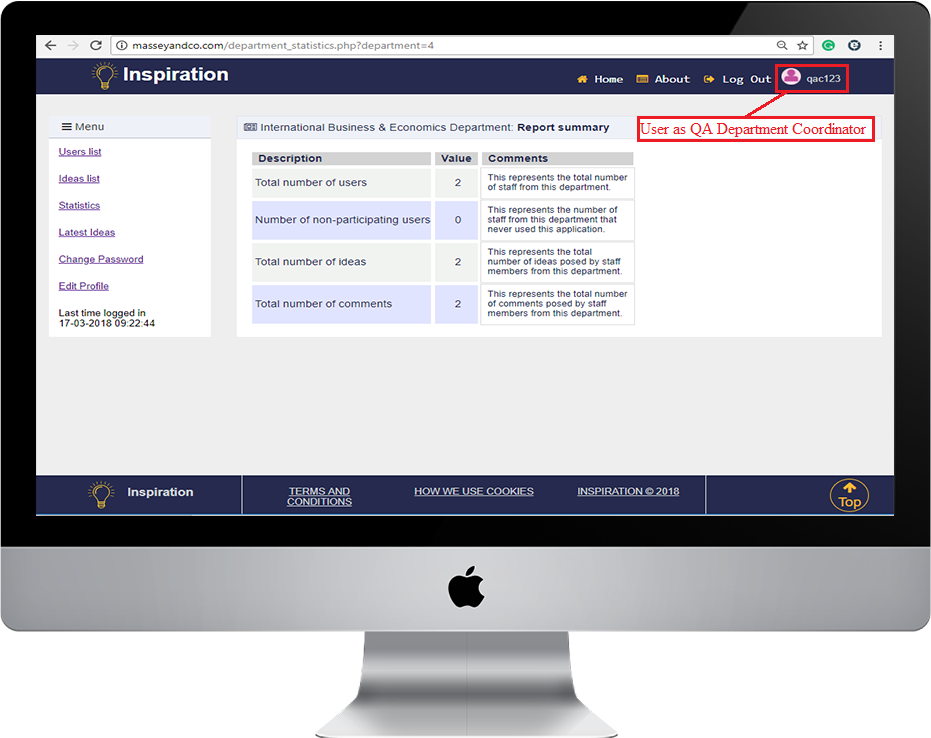 masseyandco.com/department_statistics.php?department=4
Inspiration
Home About Log Out qac123
User as QA Department Coordinator
Menu
Users list
Ideas list
Statistics
Latest Ideas
Change Password
Edit Profile
Last time logged in
17-03-2018 09:22:44
International Business & Economics Department: Report summary
Description Value Comments
Total number of users 2
This represents the total number
of staff from this department.
Number of non-participating users 0
This represents the number of
staff from this department that
never used this application.
Total number of ideas 2
This represents the total
number of ideas posed by staff
members from this department.
Total number of comments 2
This represents the total number
of comments posed by staff
members from this department.
Inspiration
TERMS AND
CONDITIONS
HOW WE USE COOKIES
INSPIRATION © 2018
Top